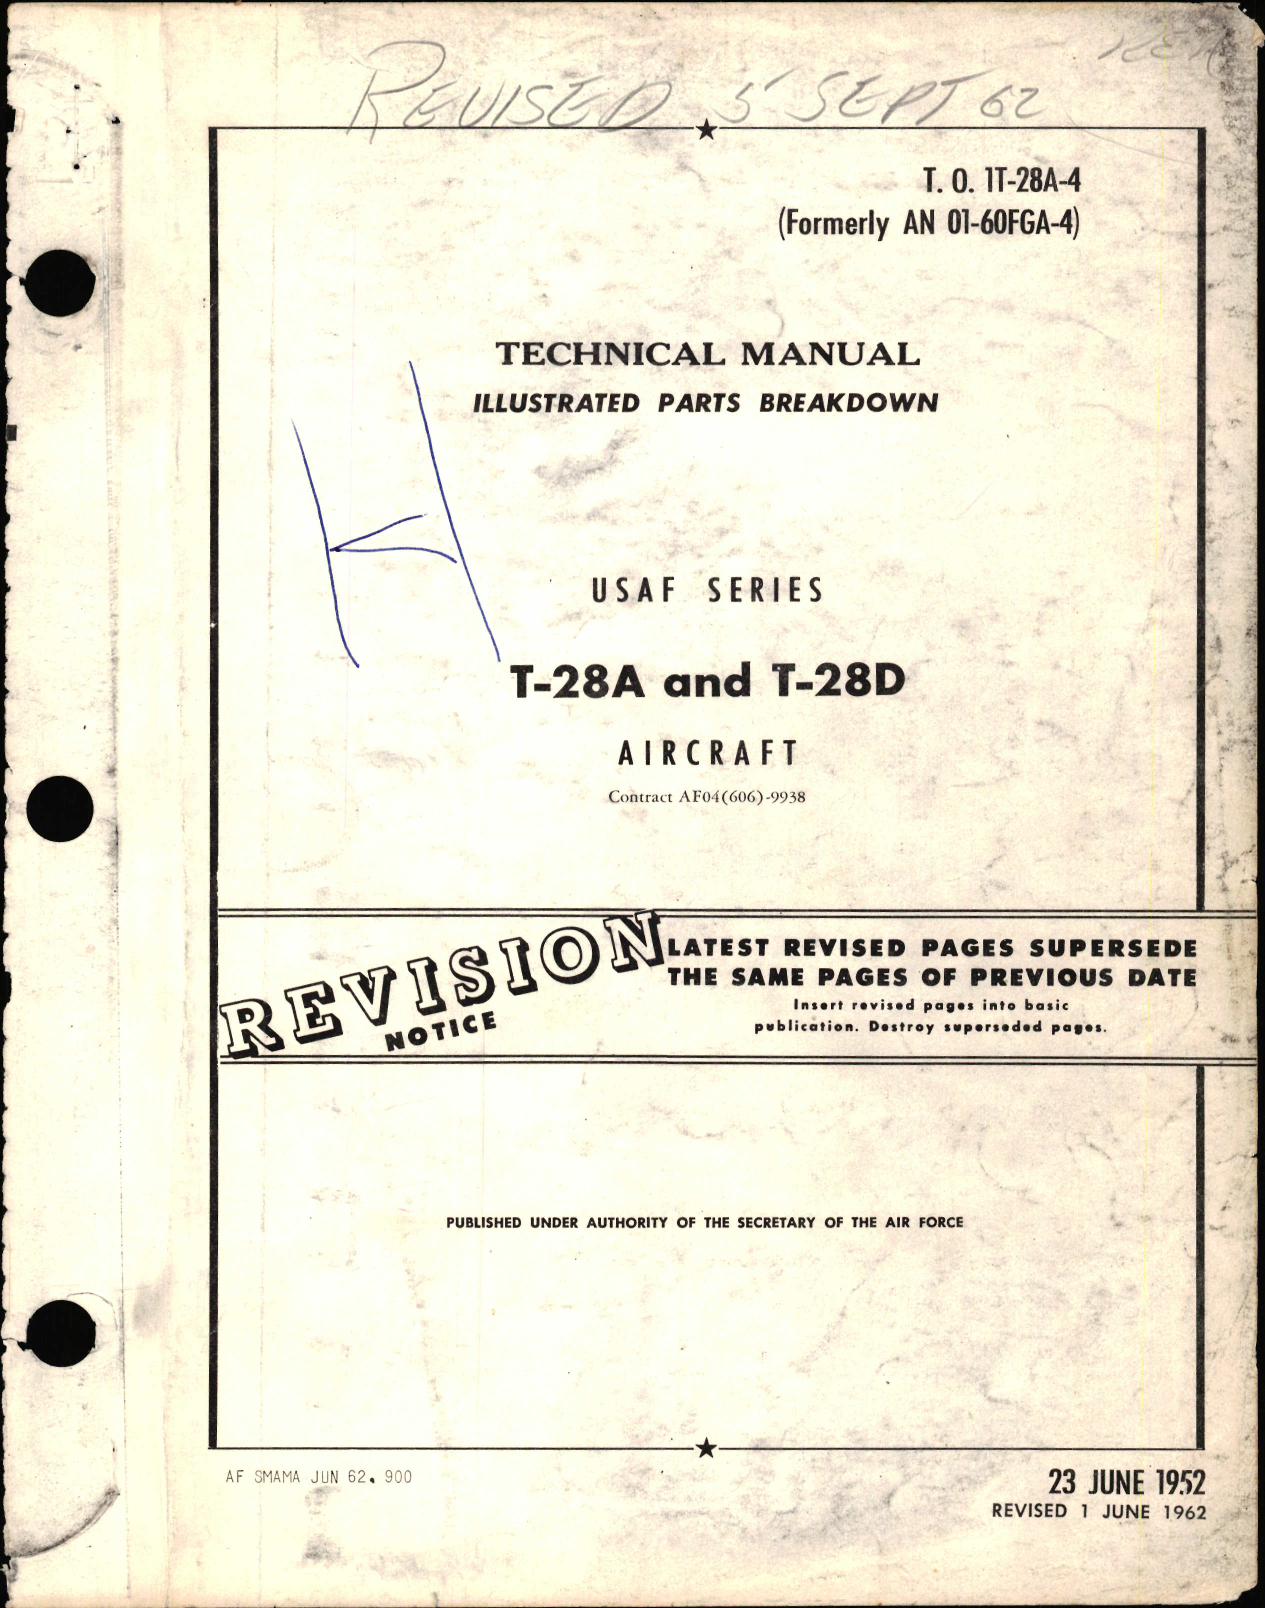 REVISED 5 SEPT 62
T. O. 1T-28A-4
(Formerly AN 01-60FGA-4)
TECHNICAL MANUAL
ILLUSTRATED PARTS BREAKDOWN
H
USAF SERIES
T-28A and T-28D
AIRCRAFT
Contract AF04(606)-9938
REVISION
NOTICE
LATEST REVISED PAGES SUPERSEDE
THE SAME PAGES OF PREVIOUS DATE
Insert revised pages into basic
publication. Destroy superseded pages.
PUBLISHED UNDER AUTHORITY OF THE SECRETARY OF THE AIR FORCE
AF SMAMA JUN 62. 900
23 JUNE 1952
REVISED 1 JUNE 1962